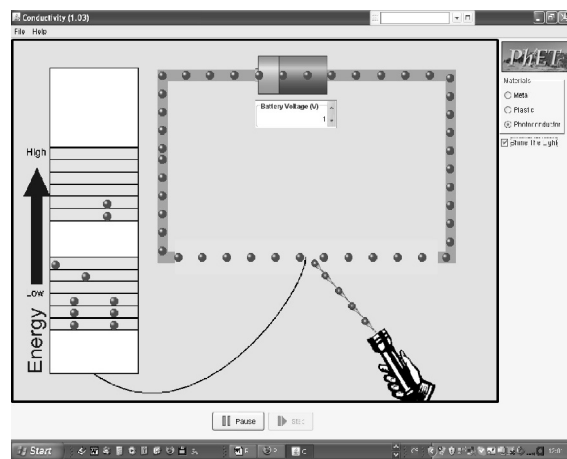 Conductivity (1.03)
File Help
PhET
Materials
Metal
Plastic
Photoconductor
Shine the Light
Battery Voltage (V)
1
High
Low
Energy
Pause
Start